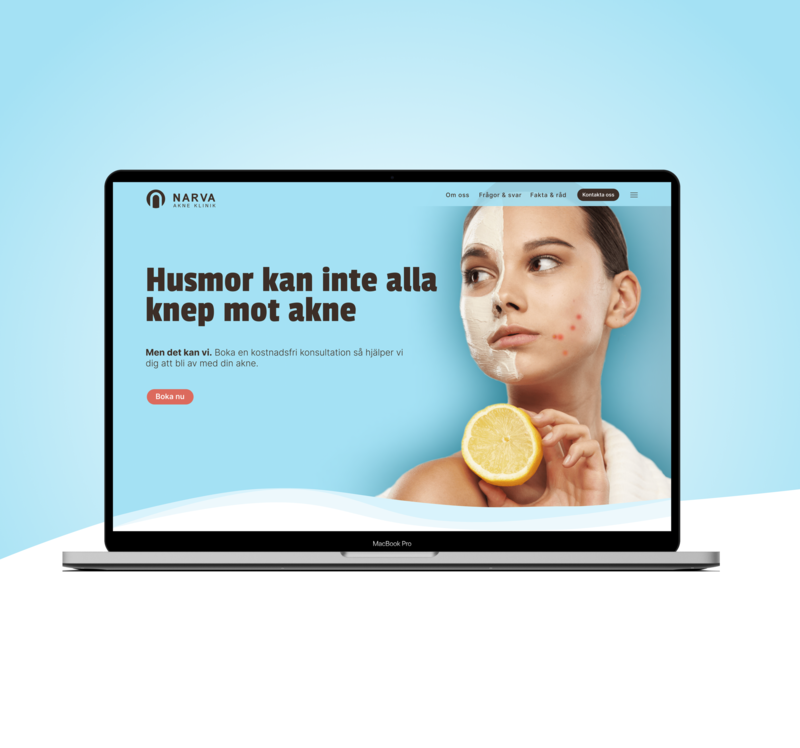 NARVA
AKNE KLINIK
Om oss
Frågor & svar
Fakta & råd
Kontakta oss
Husmor kan inte alla
knep mot akne
Men det kan vi. Boka en kostnadsfri konsultation så hjälper vi
dig att bli av med din akne.
Boka nu
MacBook Pro